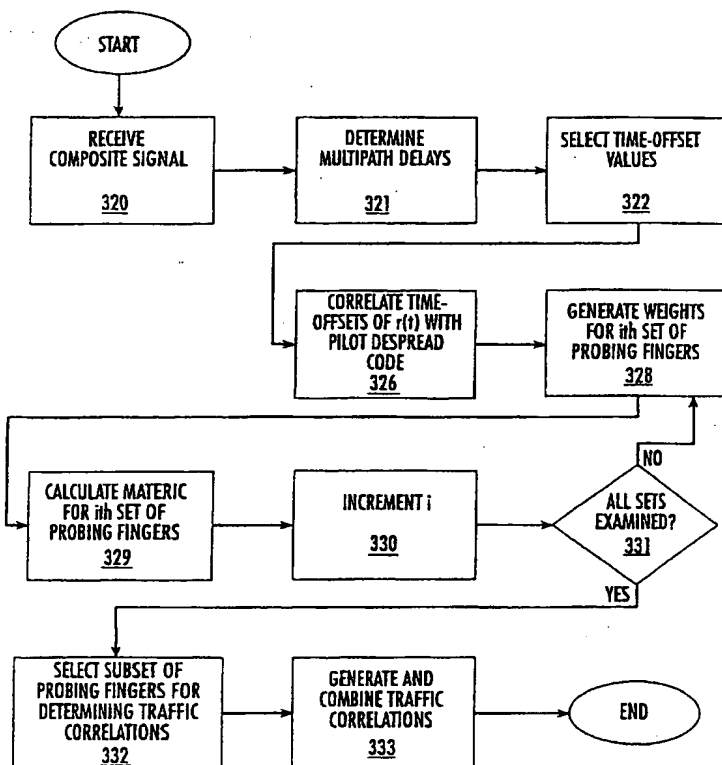 START
RECEIVE
COMPOSITE SIGNAL
320
DETERMINE
MULTIPATH DELAYS
321
SELECT TIME-OFFSET
VALUES
322
CORRELATE TIME-
OFFSETS OF r(t) WITH
PILOT DESPREAD
CODE
326
GENERATE WEIGHTS
FOR ith SET OF
PROBING FINGERS
328
CALCULATE MATERIC
FOR ith SET OF
PROBING FINGERS
329
INCREMENT i
330
ALL SETS
EXAMINED?
331
NO
YES
SELECT SUBSET OF
PROBING FINGERS FOR
DETERMINING TRAFFIC
CORRELATIONS
332
GENERATE AND
COMBINE TRAFFIC
CORRELATIONS
333
END